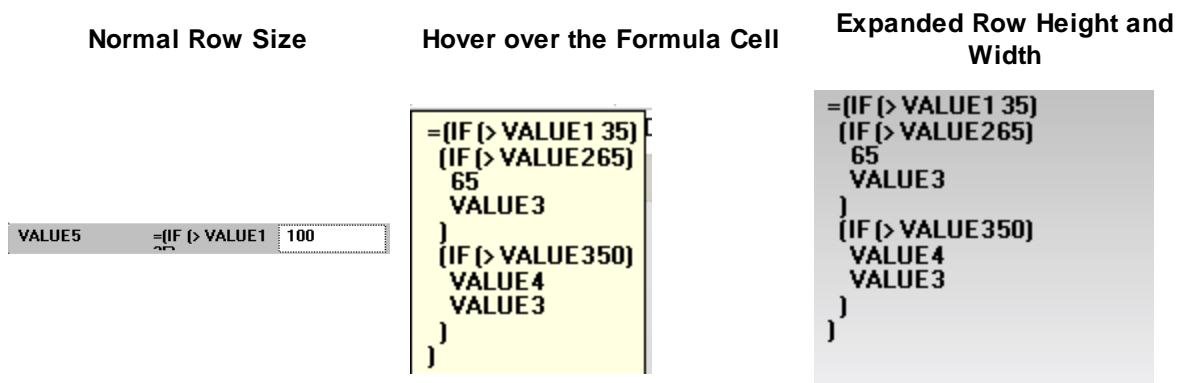 Normal Row Size
Hover over the Formula Cell
Expanded Row Height and
Width
VALUE5 =(IF (> VALUE1 100
=(IF (> VALUE1 35)
(IF (> VALUE2 65)
65
VALUE3
)
(IF (> VALUE3 50)
VALUE4
VALUE3
)
)
=(IF (> VALUE1 35)
(IF (> VALUE2 65)
65
VALUE3
)
(IF (> VALUE3 50)
VALUE4
VALUE3
)
)